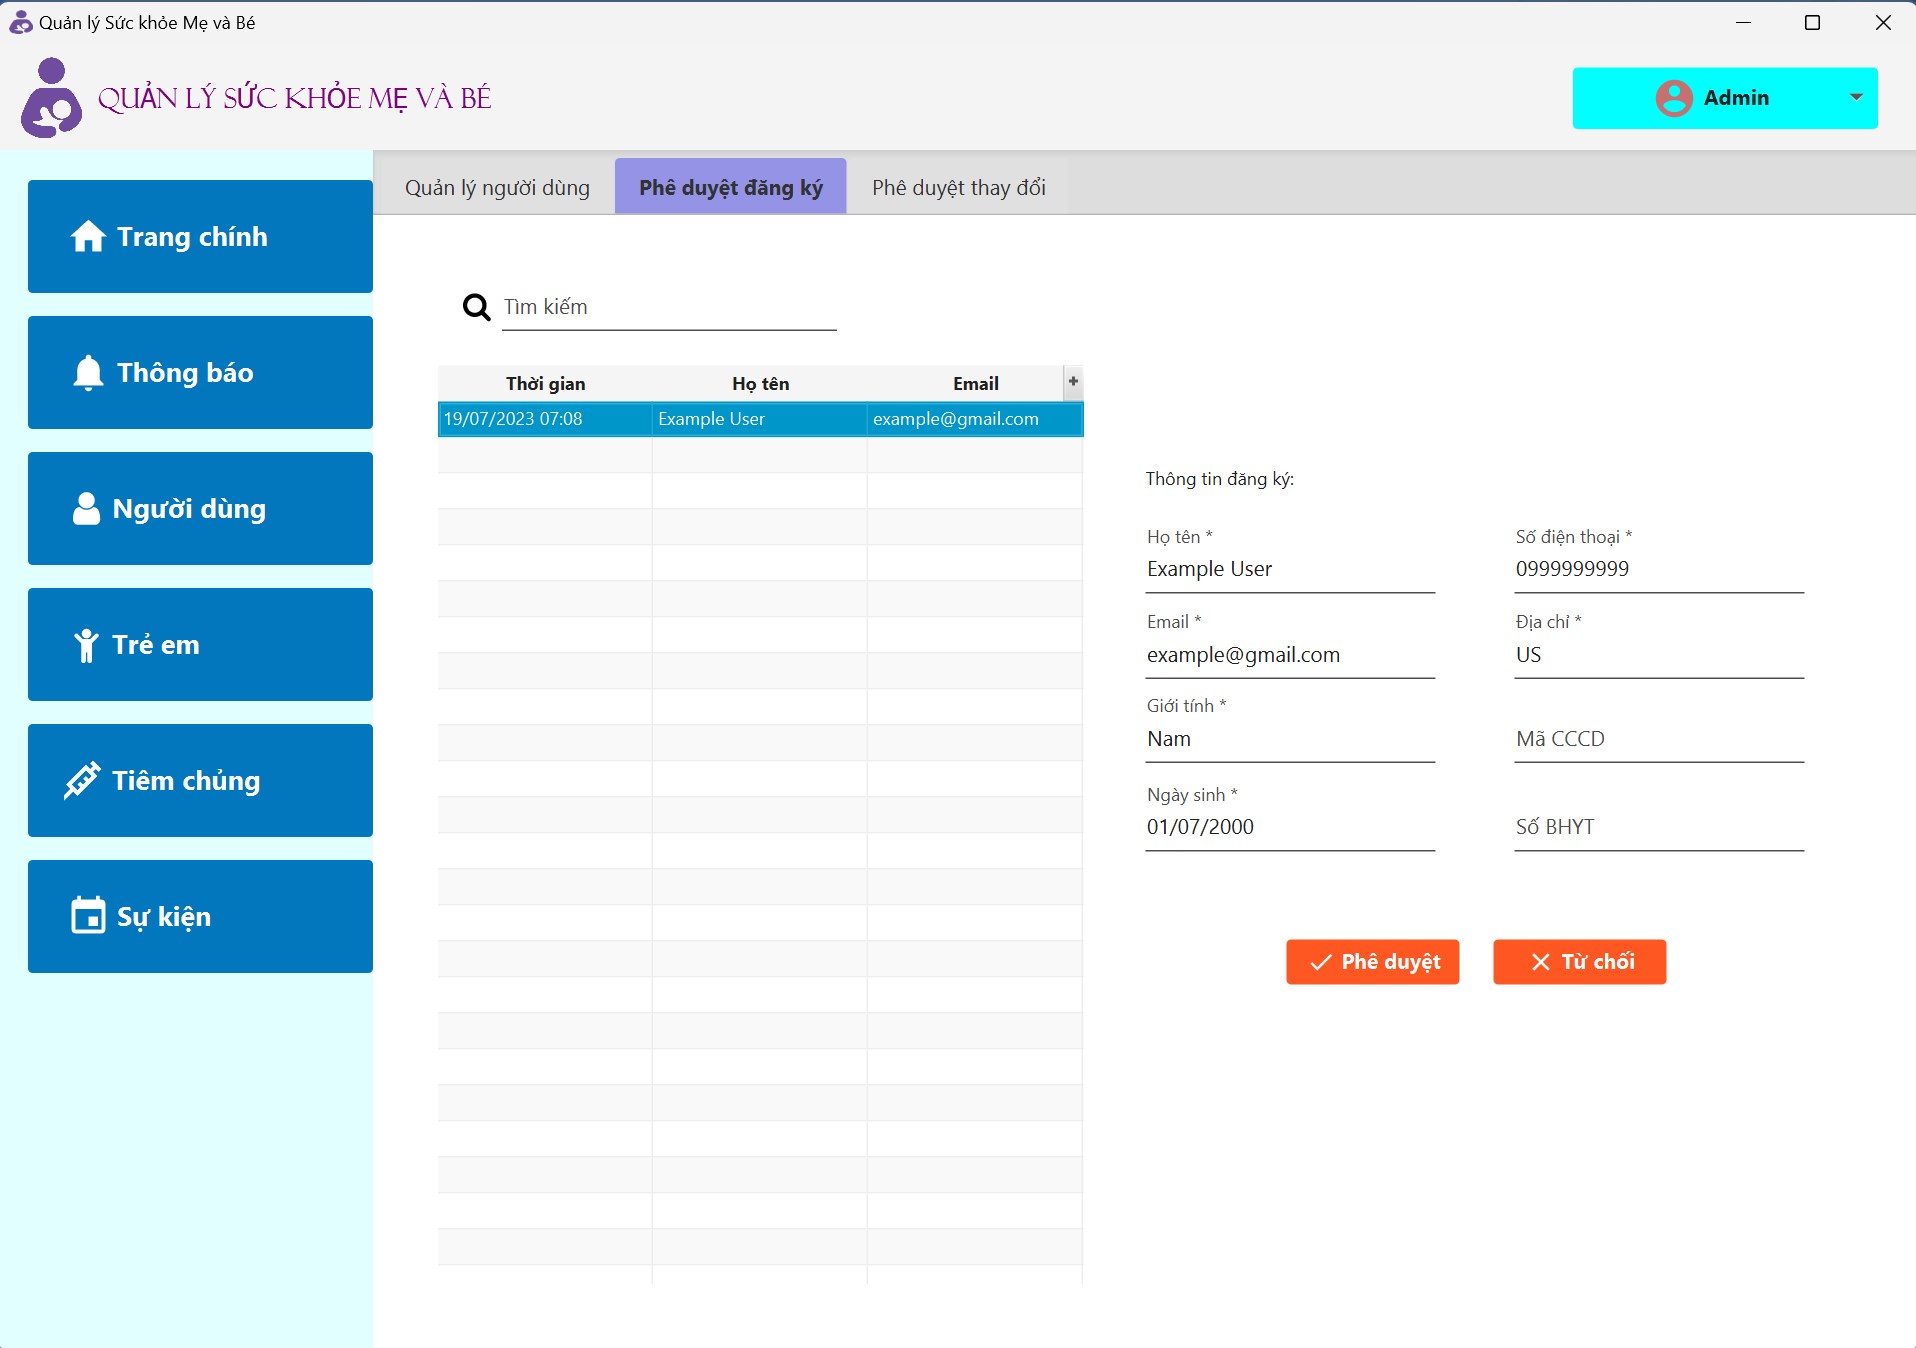 Quản lý Sức khỏe Mẹ và Bé
QUẢN LÝ SỨC KHỎE MẸ VÀ BÉ
Admin
Trang chính
Thông báo
Người dùng
Trẻ em
Tiêm chủng
Sự kiện
Quản lý người dùng
Phê duyệt đăng ký
Phê duyệt thay đổi
Tìm kiếm
Thời gian Họ tên Email +
19/07/2023 07:08 Example User example@gmail.com
Thông tin đăng ký:
Họ tên *
Example User
Số điện thoại *
0999999999
Email *
example@gmail.com
Địa chỉ *
US
Giới tính *
Nam
Mã CCCD
Ngày sinh *
01/07/2000
Số BHYT
Phê duyệt
Từ chối